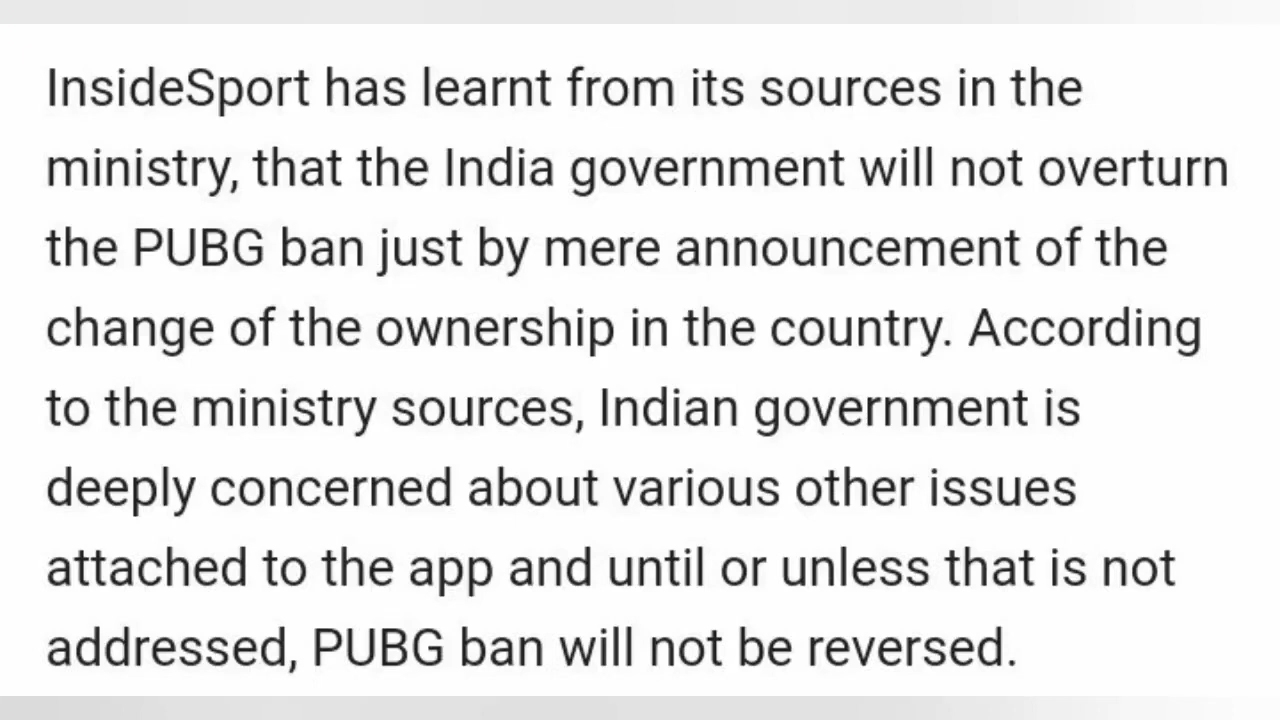 InsideSport has learnt from its sources in the
ministry, that the India government will not overturn
the PUBG ban just by mere announcement of the
change of the ownership in the country. According
to the ministry sources, Indian government is
deeply concerned about various other issues
attached to the app and until or unless that is not
addressed, PUBG ban will not be reversed.